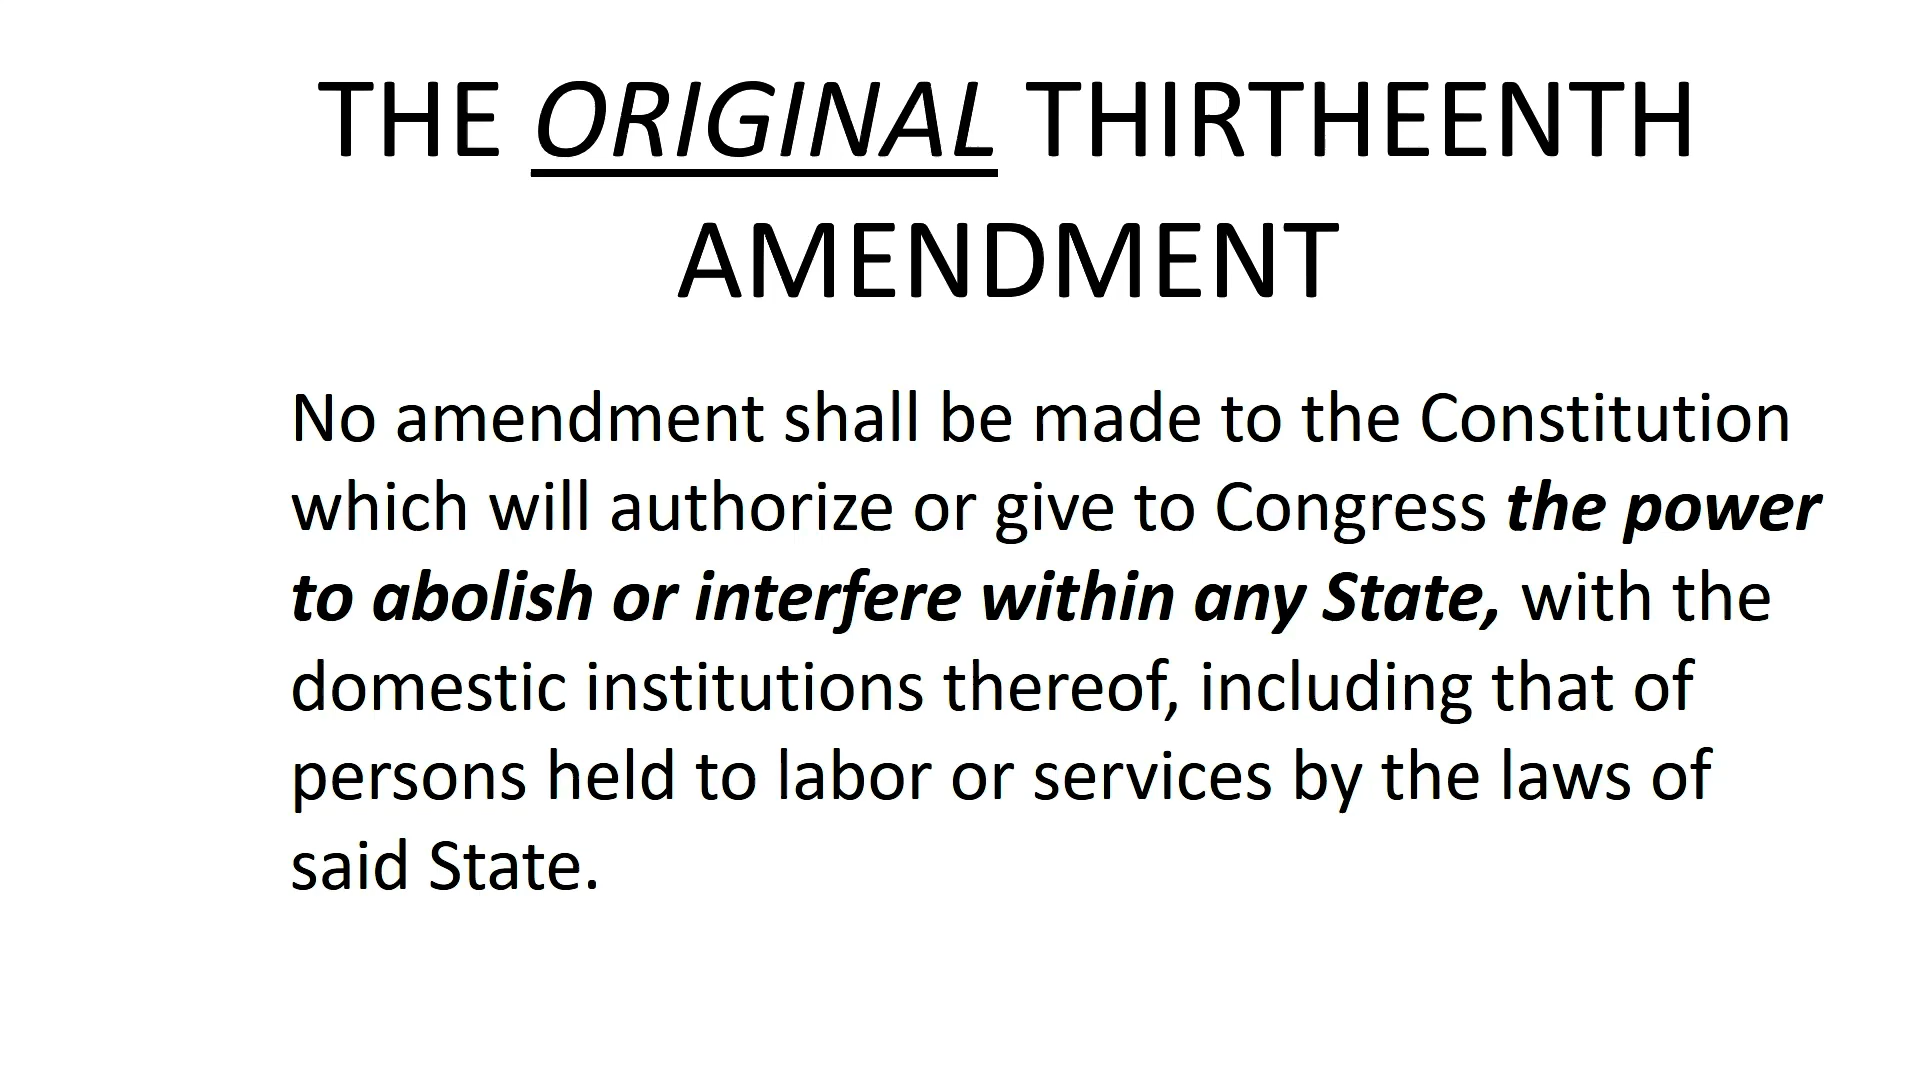 THE ORIGINAL THIRTHEENTH
AMENDMENT
No amendment shall be made to the Constitution
which will authorize or give to Congress the power
to abolish or interfere within any State, with the
domestic institutions thereof, including that of
persons held to labor or services by the laws of
said State.